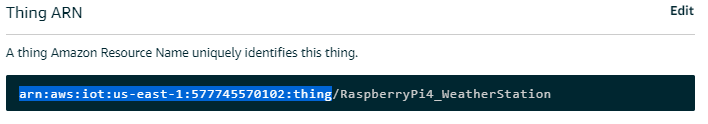 Thing ARN Edit
A thing Amazon Resource Name uniquely identifies this thing.
arn:aws:iot:us-east-1:577745570102:thing/RaspberryPi4_WeatherStation